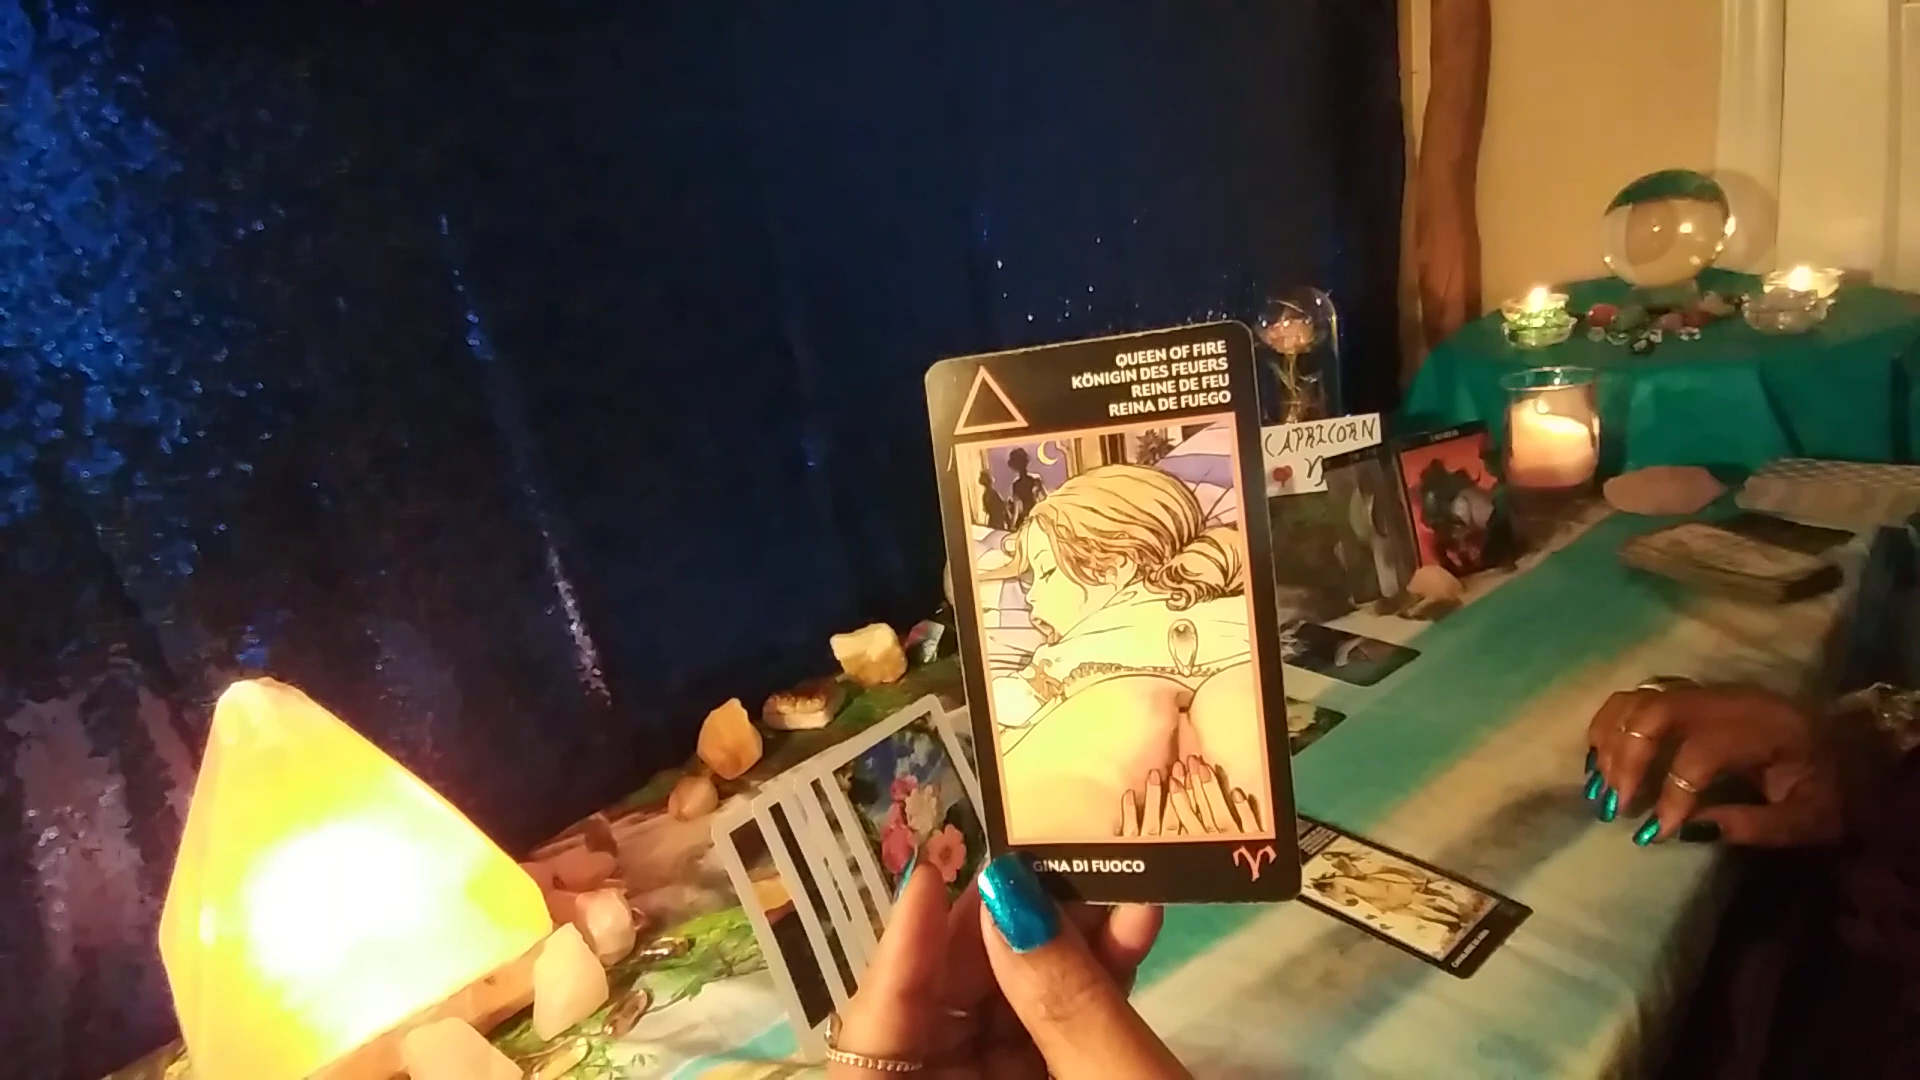 QUEEN OF FIRE
KÖNIGIN DES FEUERS
REINE DE FEU
REINA DE FUEGO
GINA DI FUOCO
CAPRICORN